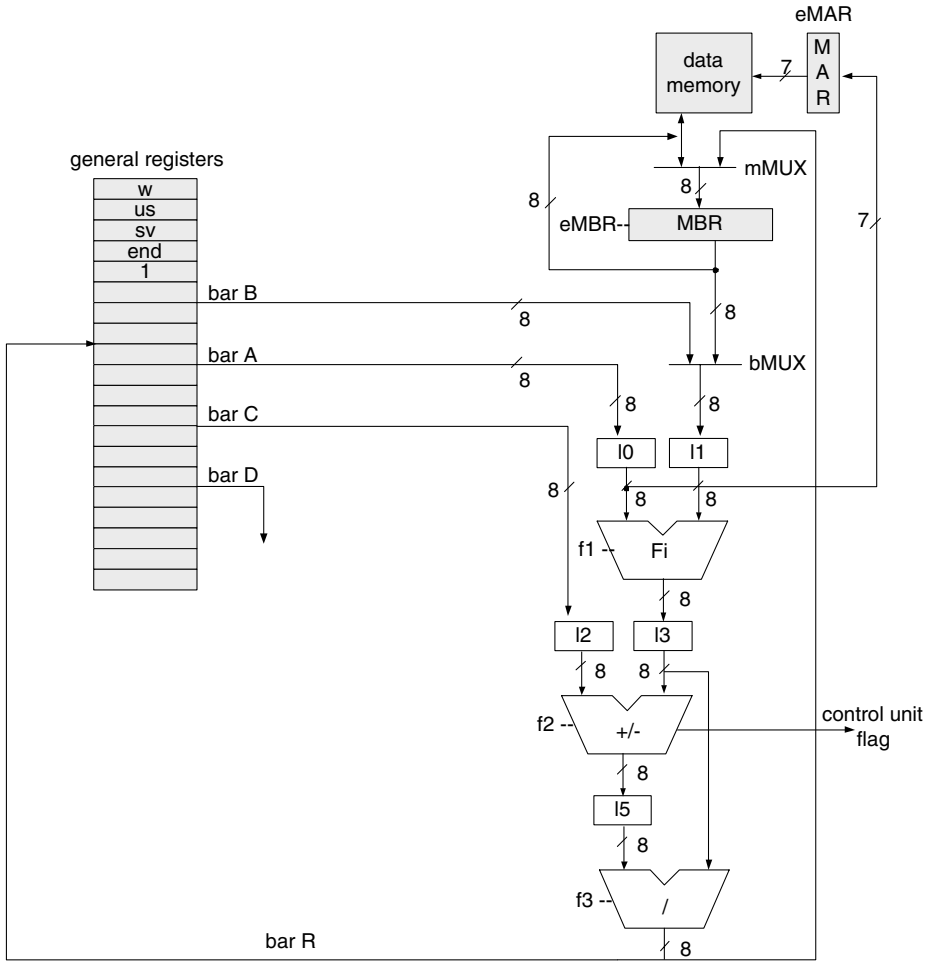 eMAR
data
memory
7
M
A
R
general registers
w
us
sv
end
1
mMUX
8
8
eMBR
MBR
7
bar B
8
8
bar A
8
bMUX
8
8
bar C
l0
l1
bar D
8
8
8
f1
Fi
8
l2
l3
8
8
f2
+/-
control unit
flag
8
l5
8
f3
/
bar R
8